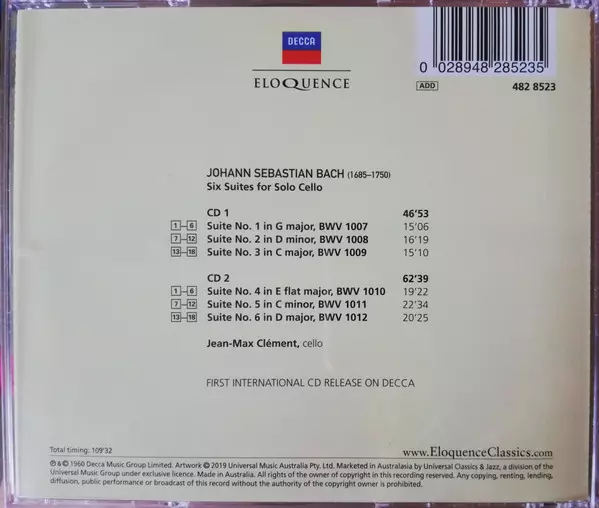 DECCA
ELOQUENCE
0 028948 285235
ADD 482 8523
JOHANN SEBASTIAN BACH (1685–1750)
Six Suites for Solo Cello
CD 1 46'53
1–6 Suite No. 1 in G major, BWV 1007 15'06
7–12 Suite No. 2 in D minor, BWV 1008 16'19
13–18 Suite No. 3 in C major, BWV 1009 15'10
CD 2 62'39
1–6 Suite No. 4 in E flat major, BWV 1010 19'22
7–12 Suite No. 5 in C minor, BWV 1011 22'34
13–18 Suite No. 6 in D major, BWV 1012 20'25
Jean-Max Clément, cello
FIRST INTERNATIONAL CD RELEASE ON DECCA
Total timing: 109'32
www.EloquenceClassics.com
℗ & © 1960 Decca Music Group Limited. Artwork © 2019 Universal Music Australia Pty, Ltd. Marketed in Australasia by Universal Classics & Jazz, a division of
Universal Music Group under exclusive licence. Made in Australia. All rights of the owner of copyright in this recording reserved. Any copying, renting, lending,
diffusion, public performance or broadcast of this record without the authority of the copyright owner is prohibited.